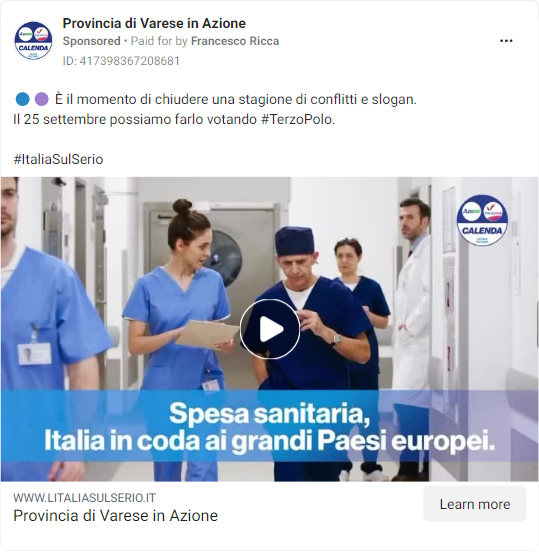 Provincia di Varese in Azione
Sponsored • Paid for by Francesco Ricca
ID: 417398367208681
È il momento di chiudere una stagione di conflitti e slogan.
Il 25 settembre possiamo farlo votando #TerzoPolo.
#ItaliaSulSerio
CALENDA
CALENDA
Spesa sanitaria,
Italia in coda ai grandi Paesi europei.
WWW.LITALIASULSERIO.IT
Provincia di Varese in Azione
Learn more